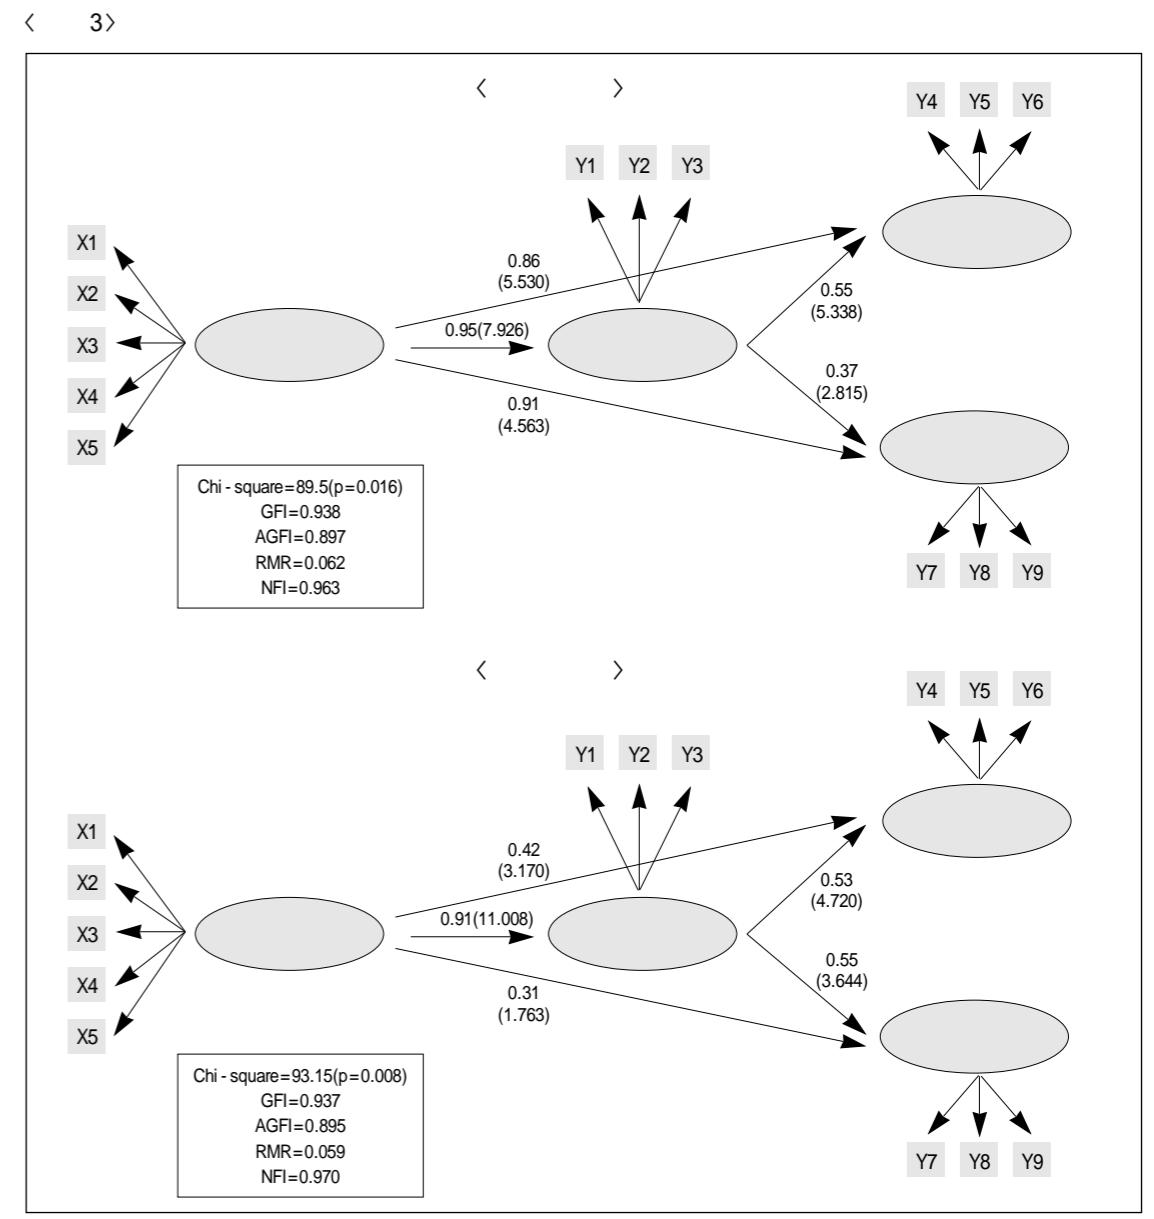 〈 3〉
〈 〉
Y4 Y5 Y6
Y1 Y2 Y3
X1
X2
X3
X4
X5
0.86
(5.530)
0.95(7.926)
0.91
(4.563)
0.55
(5.338)
0.37
(2.815)
Chi - square=89.5(p=0.016)
GFI=0.938
AGFI=0.897
RMR=0.062
NFI=0.963
Y7 Y8 Y9
〈 〉
Y4 Y5 Y6
Y1 Y2 Y3
X1
X2
X3
X4
X5
0.42
(3.170)
0.91(11.008)
0.31
(1.763)
0.53
(4.720)
0.55
(3.644)
Chi - square=93.15(p=0.008)
GFI=0.937
AGFI=0.895
RMR=0.059
NFI=0.970
Y7 Y8 Y9